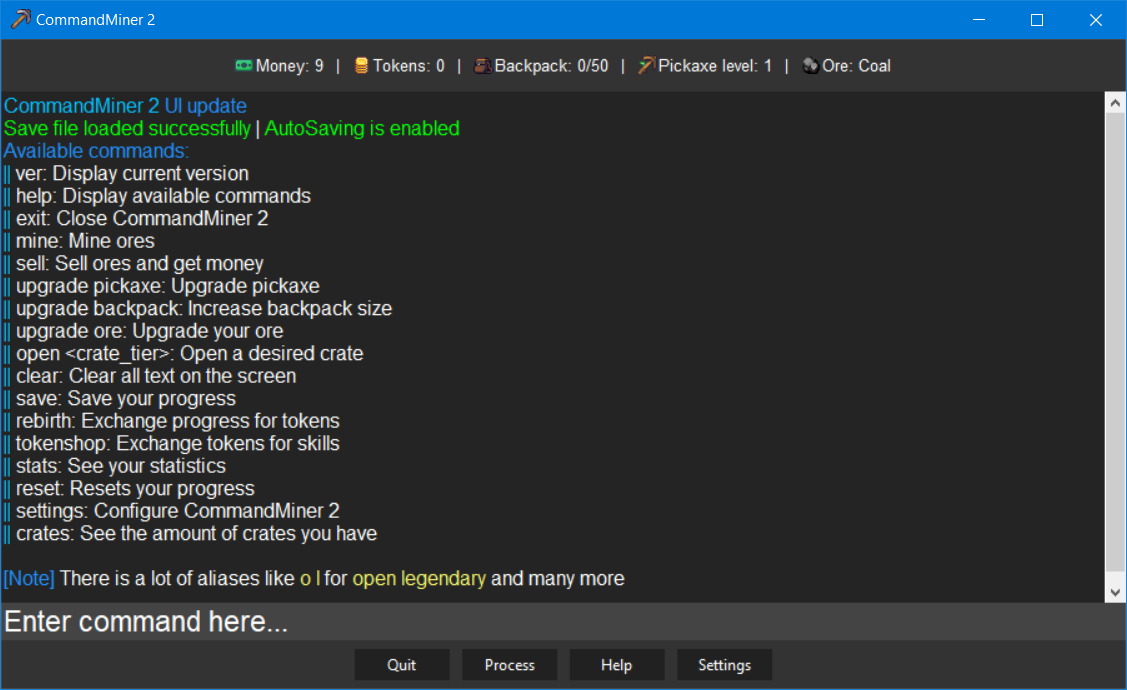 CommandMiner 2
Money: 9 | Tokens: 0 | Backpack: 0/50 | Pickaxe level: 1 | Ore: Coal
CommandMiner 2 UI update
Save file loaded successfully | AutoSaving is enabled
Available commands:
|| ver: Display current version
|| help: Display available commands
|| exit: Close CommandMiner 2
|| mine: Mine ores
|| sell: Sell ores and get money
|| upgrade pickaxe: Upgrade pickaxe
|| upgrade backpack: Increase backpack size
|| upgrade ore: Upgrade your ore
|| open <crate_tier>: Open a desired crate
|| clear: Clear all text on the screen
|| save: Save your progress
|| rebirth: Exchange progress for tokens
|| tokenshop: Exchange tokens for skills
|| stats: See your statistics
|| reset: Resets your progress
|| settings: Configure CommandMiner 2
|| crates: See the amount of crates you have
[Note] There is a lot of aliases like o l for open legendary and many more
Enter command here...
Quit Process Help Settings